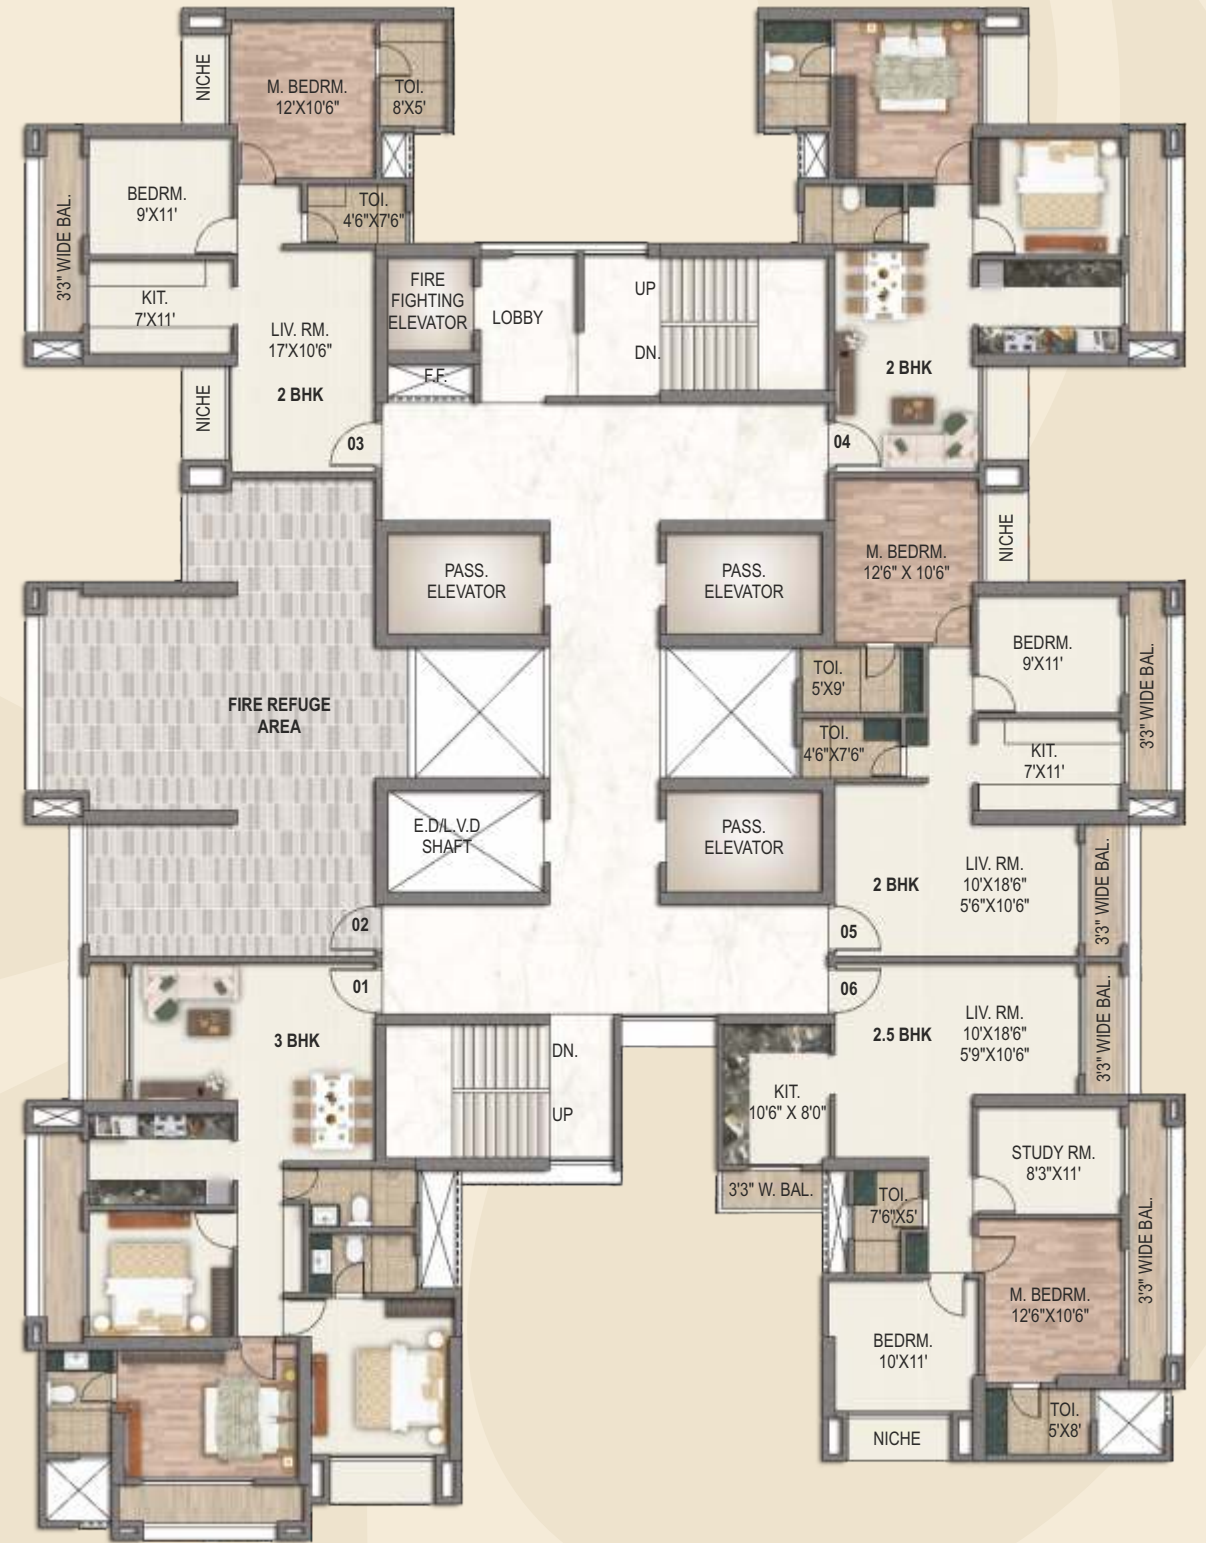 NICHE
M. BEDRM.
12'X10'6"
TOI.
8'X5'
BEDRM.
9'X11'
TOI.
4'6"X7'6"
3'3" WIDE BAL.
KIT.
7'X11'
LIV. RM.
17'X10'6"
2 BHK
NICHE
03
FIRE
FIGHTING
ELEVATOR
F.F.
LOBBY
UP
DN.
2 BHK
04
PASS.
ELEVATOR
PASS.
ELEVATOR
M. BEDRM.
12'6" X 10'6"
NICHE
BEDRM.
9'X11'
3'3" WIDE BAL.
TOI.
5'X9'
TOI.
4'6"X7'6"
KIT.
7'X11'
FIRE REFUGE
AREA
E.D/L.V.D
SHAFT
PASS.
ELEVATOR
2 BHK
LIV. RM.
10'X18'6"
5'6"X10'6"
3'3" WIDE BAL.
02
05
01
06
3 BHK
2.5 BHK
LIV. RM.
10'X18'6"
5'9"X10'6"
3'3" WIDE BAL.
DN.
UP
KIT.
10'6" X 8'0"
STUDY RM.
8'3"X11'
3'3" W. BAL.
TOI.
7'6"X5'
3'3" WIDE BAL.
M. BEDRM.
12'6"X10'6"
BEDRM.
10'X11'
TOI.
5'X8'
NICHE